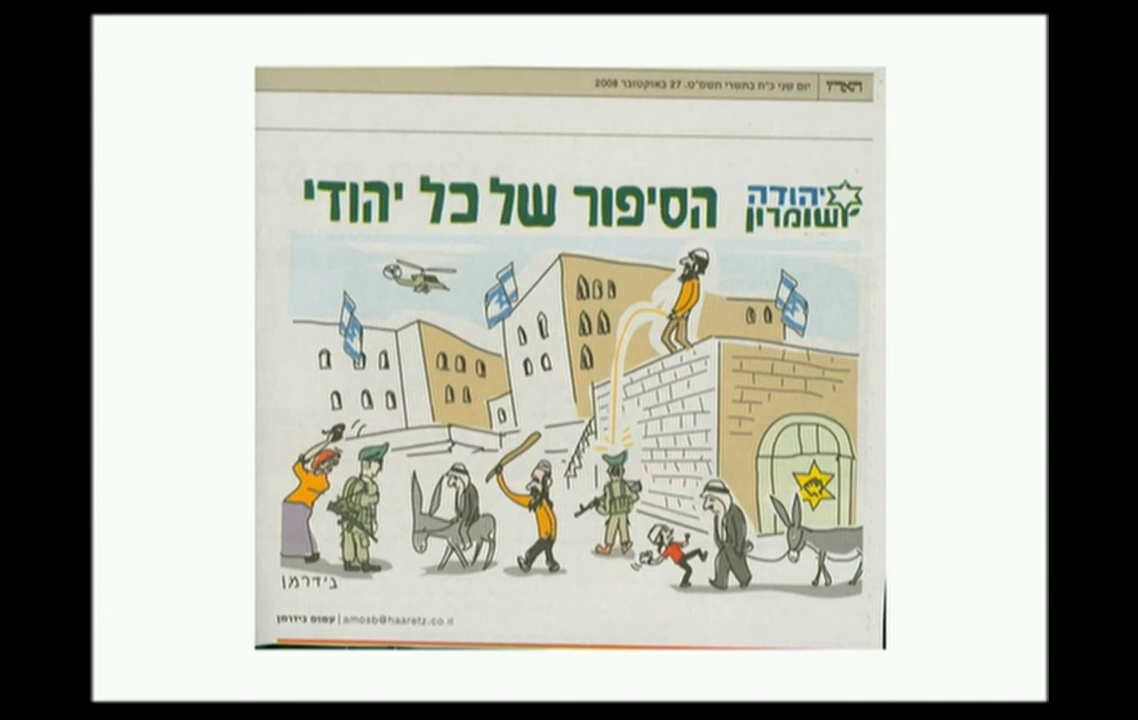 הארץ | יום שני כ"ח בתשרי תשס"ט, 27 באוקטובר 2008
יהודה
ושומרון
הסיפור של כל יהודי
בידרמן
עמוס בידרמן | amosb@haaretz.co.il